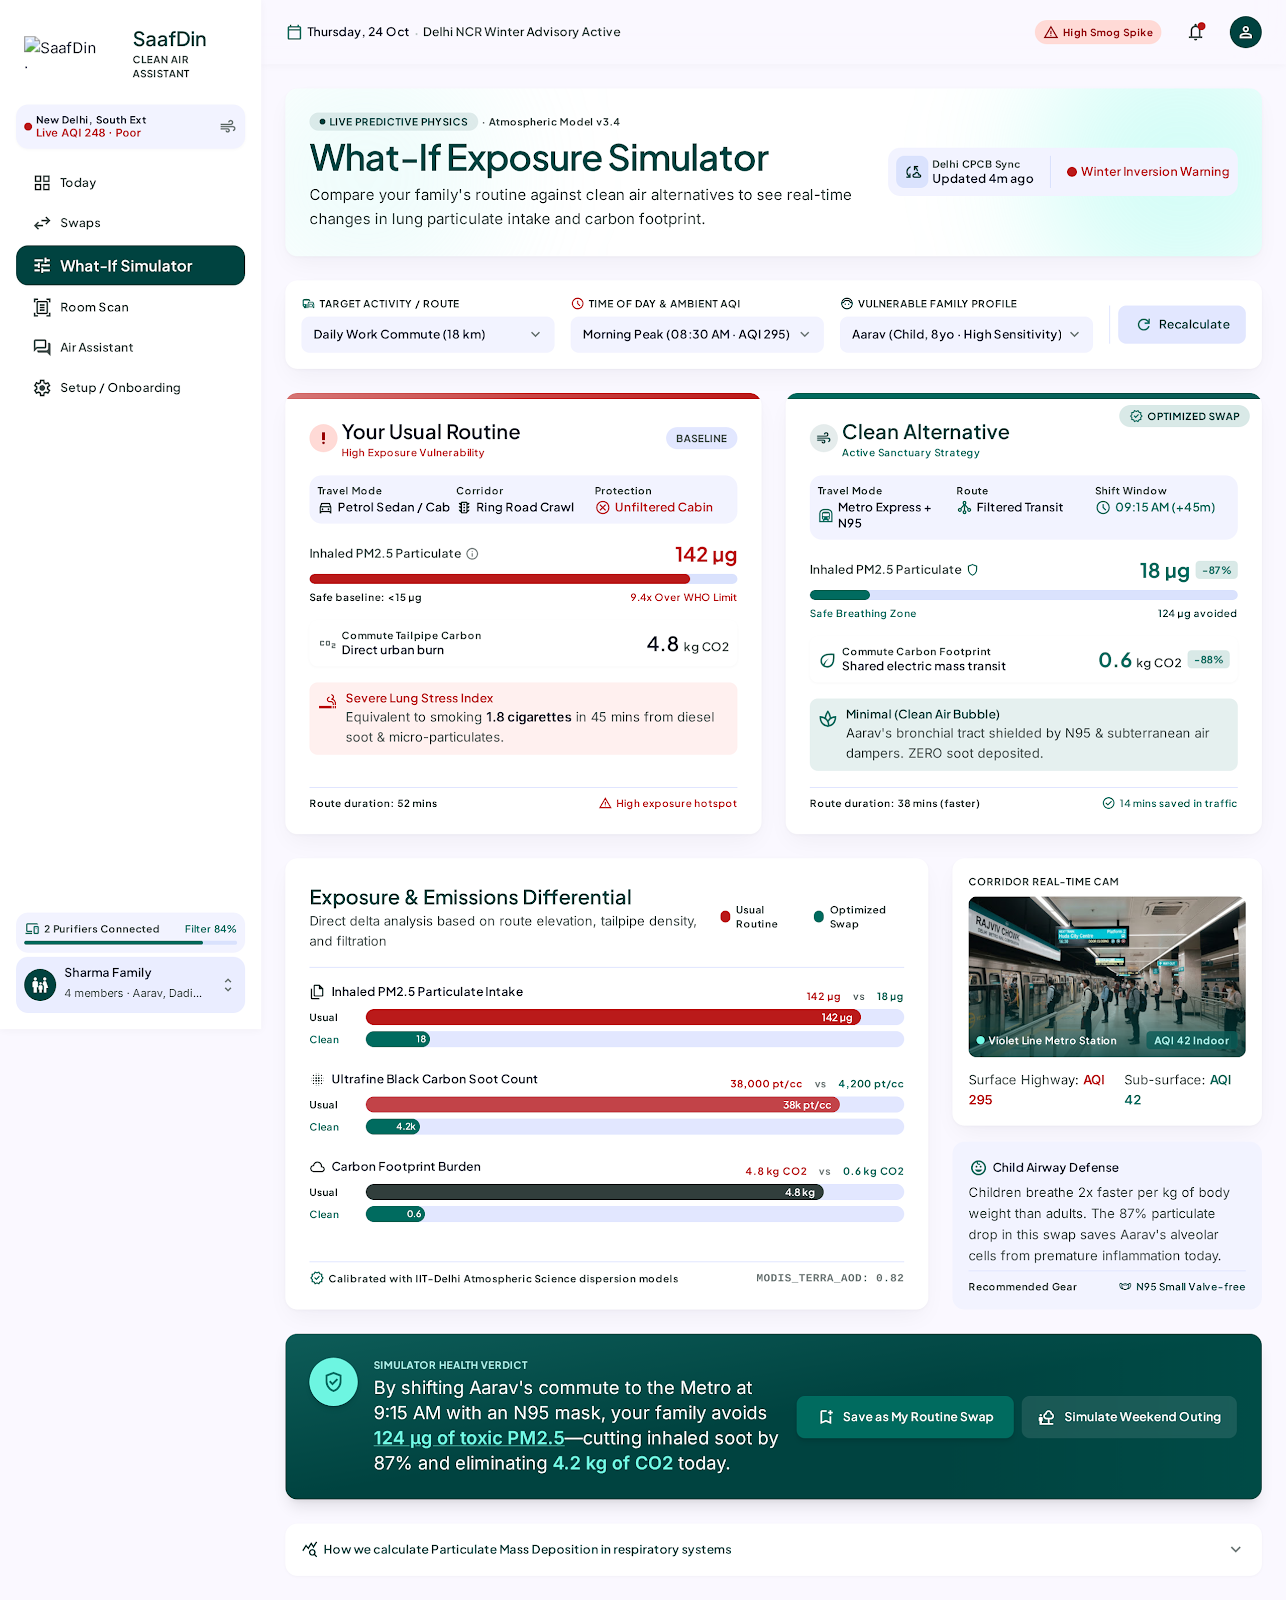 SaafDin
.
SaafDin
CLEAN AIR
ASSISTANT
New Delhi, South Ext
Live AQI 248 · Poor
Today
Swaps
What-If Simulator
Room Scan
Air Assistant
Setup / Onboarding
2 Purifiers Connected
Filter 84%
Sharma Family
4 members · Aarav, Dadi...
Thursday, 24 Oct · Delhi NCR Winter Advisory Active
High Smog Spike
LIVE PREDICTIVE PHYSICS · Atmospheric Model v3.4
What-If Exposure Simulator
Compare your family's routine against clean air alternatives to see real-time
changes in lung particulate intake and carbon footprint.
Delhi CPCB Sync
Updated 4m ago
Winter Inversion Warning
TARGET ACTIVITY / ROUTE
Daily Work Commute (18 km)
TIME OF DAY & AMBIENT AQI
Morning Peak (08:30 AM · AQI 295)
VULNERABLE FAMILY PROFILE
Aarav (Child, 8yo · High Sensitivity)
Recalculate
Your Usual Routine
High Exposure Vulnerability
BASELINE
Travel Mode
Petrol Sedan / Cab
Corridor
Ring Road Crawl
Protection
Unfiltered Cabin
Inhaled PM2.5 Particulate
142 µg
Safe baseline: <15 µg
9.4x Over WHO Limit
CO2
Commute Tailpipe Carbon
Direct urban burn
4.8 kg CO2
Severe Lung Stress Index
Equivalent to smoking 1.8 cigarettes in 45 mins from diesel
soot & micro-particulates.
Route duration: 52 mins
High exposure hotspot
OPTIMIZED SWAP
Clean Alternative
Active Sanctuary Strategy
Travel Mode
Metro Express +
N95
Route
Filtered Transit
Shift Window
09:15 AM (+45m)
Inhaled PM2.5 Particulate
18 µg
-87%
Safe Breathing Zone
124 µg avoided
Commute Carbon Footprint
Shared electric mass transit
0.6 kg CO2
-88%
Minimal (Clean Air Bubble)
Aarav's bronchial tract shielded by N95 & subterranean air
dampers. ZERO soot deposited.
Route duration: 38 mins (faster)
14 mins saved in traffic
Exposure & Emissions Differential
Direct delta analysis based on route elevation, tailpipe density,
and filtration
Usual
Routine
Optimized
Swap
Inhaled PM2.5 Particulate Intake
142 µg vs 18 µg
Usual
142 µg
Clean
18
Ultrafine Black Carbon Soot Count
38,000 pt/cc vs 4,200 pt/cc
Usual
38k pt/cc
Clean
4.2k
Carbon Footprint Burden
4.8 kg CO2 vs 0.6 kg CO2
Usual
4.8 kg
Clean
0.6
Calibrated with IIT-Delhi Atmospheric Science dispersion models
MODIS_TERRA_AOD: 0.82
CORRIDOR REAL-TIME CAM
RAJVIV CHOWK
Violet Line Metro Station
AQI 42 Indoor
Surface Highway: AQI
295
Sub-surface: AQI
42
Child Airway Defense
Children breathe 2x faster per kg of body
weight than adults. The 87% particulate
drop in this swap saves Aarav's alveolar
cells from premature inflammation today.
Recommended Gear
N95 Small Valve-free
SIMULATOR HEALTH VERDICT
By shifting Aarav's commute to the Metro at
9:15 AM with an N95 mask, your family avoids
124 µg of toxic PM2.5—cutting inhaled soot by
87% and eliminating 4.2 kg of CO2 today.
Save as My Routine Swap
Simulate Weekend Outing
How we calculate Particulate Mass Deposition in respiratory systems